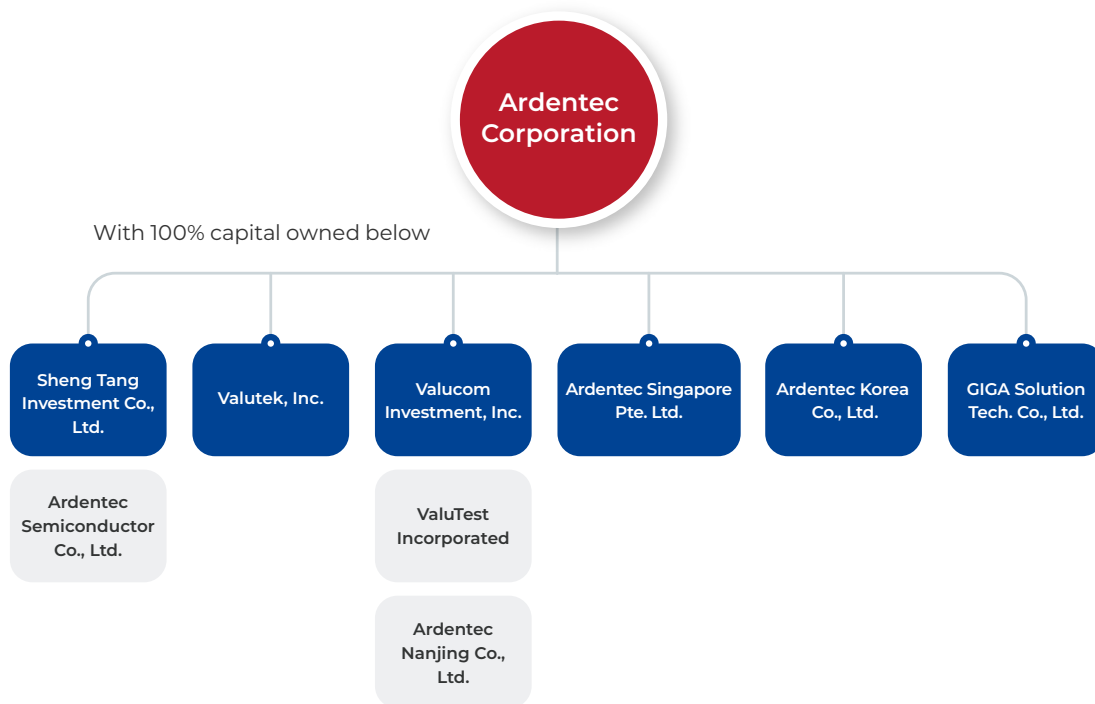 Ardentec
Corporation
With 100% capital owned below
Sheng Tang
Investment Co.,
Ltd.
Valutek, Inc.
Valucom
Investment, Inc.
Ardentec Singapore
Pte. Ltd.
Ardentec Korea
Co., Ltd.
GIGA Solution
Tech. Co., Ltd.
Ardentec
Semiconductor
Co., Ltd.
ValuTest
Incorporated
Ardentec
Nanjing Co.,
Ltd.